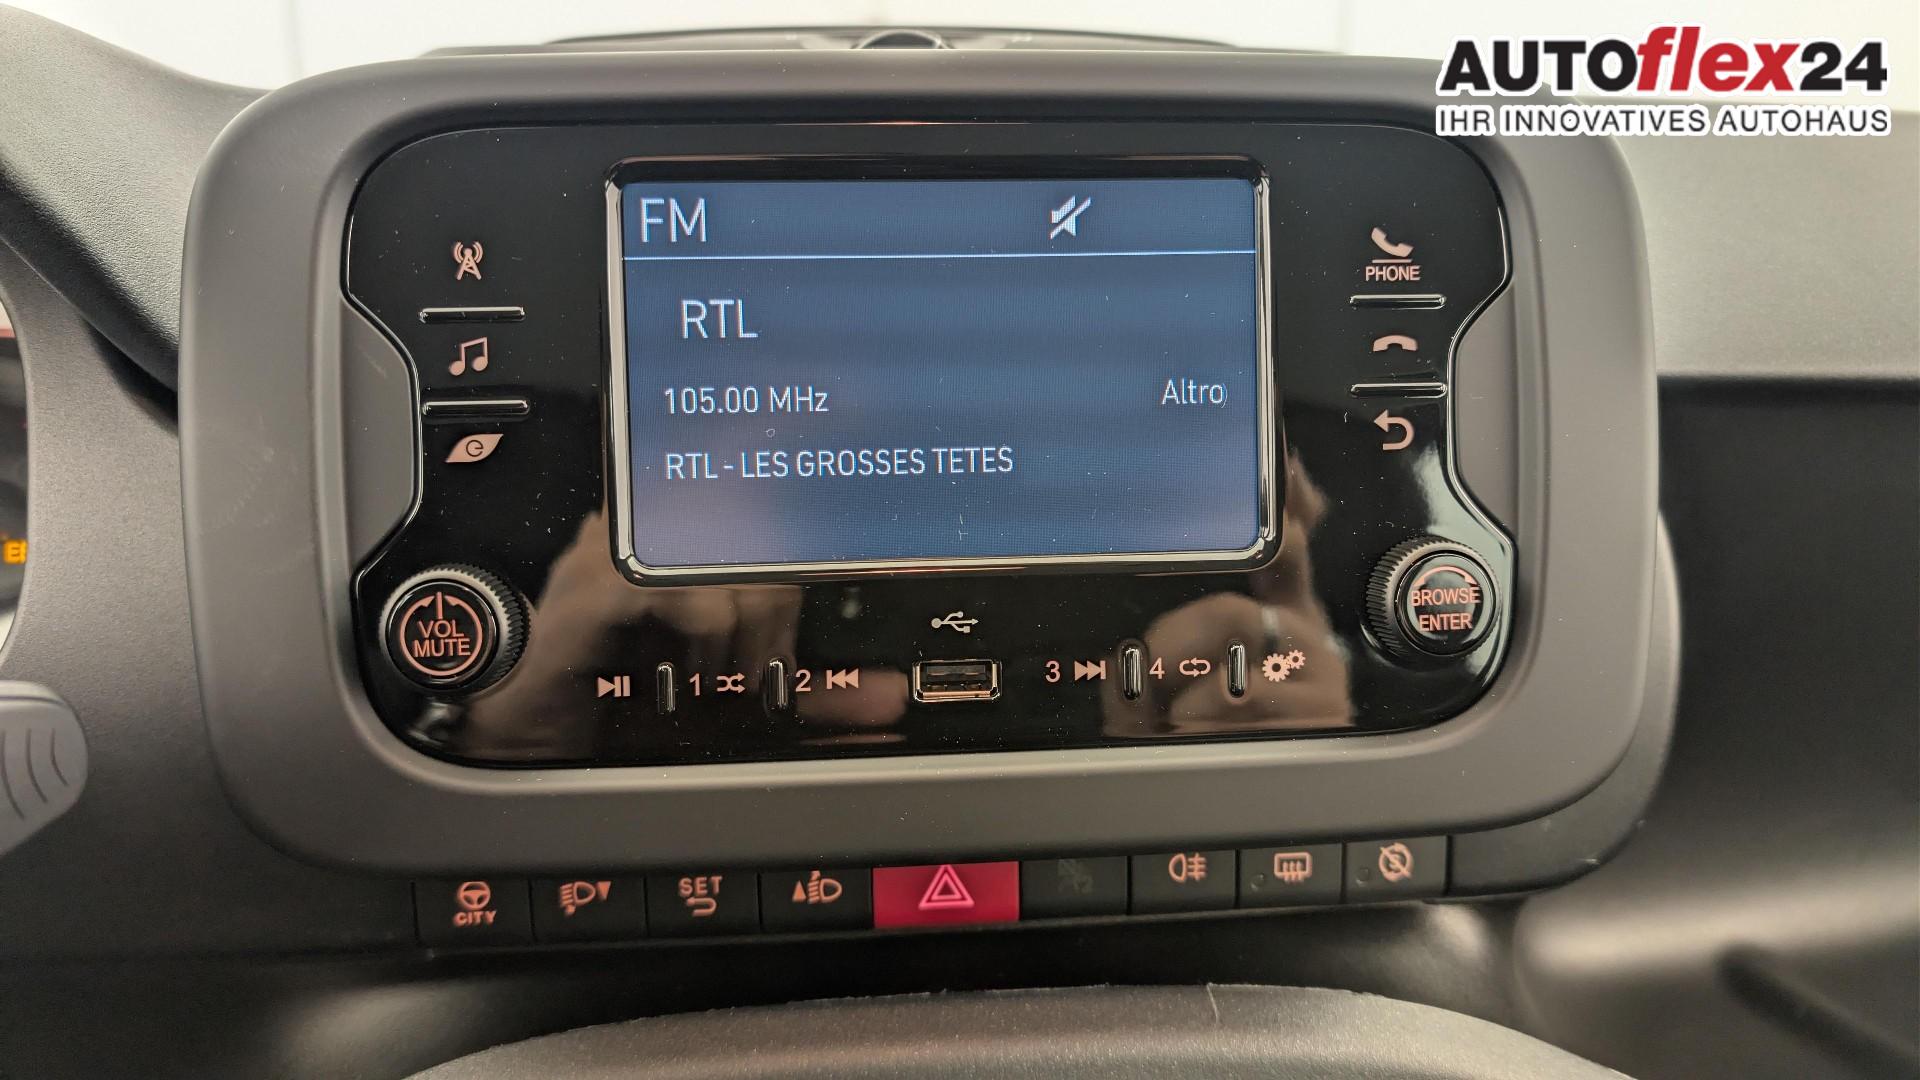 AUTOflex24
IHR INNOVATIVES AUTOHAUS
FM
RTL
105.00 MHz
Altro
RTL - LES GROSSES TETES
PHONE
VOL
MUTE
BROWSE
ENTER
1
2
3
4
CITY
SET